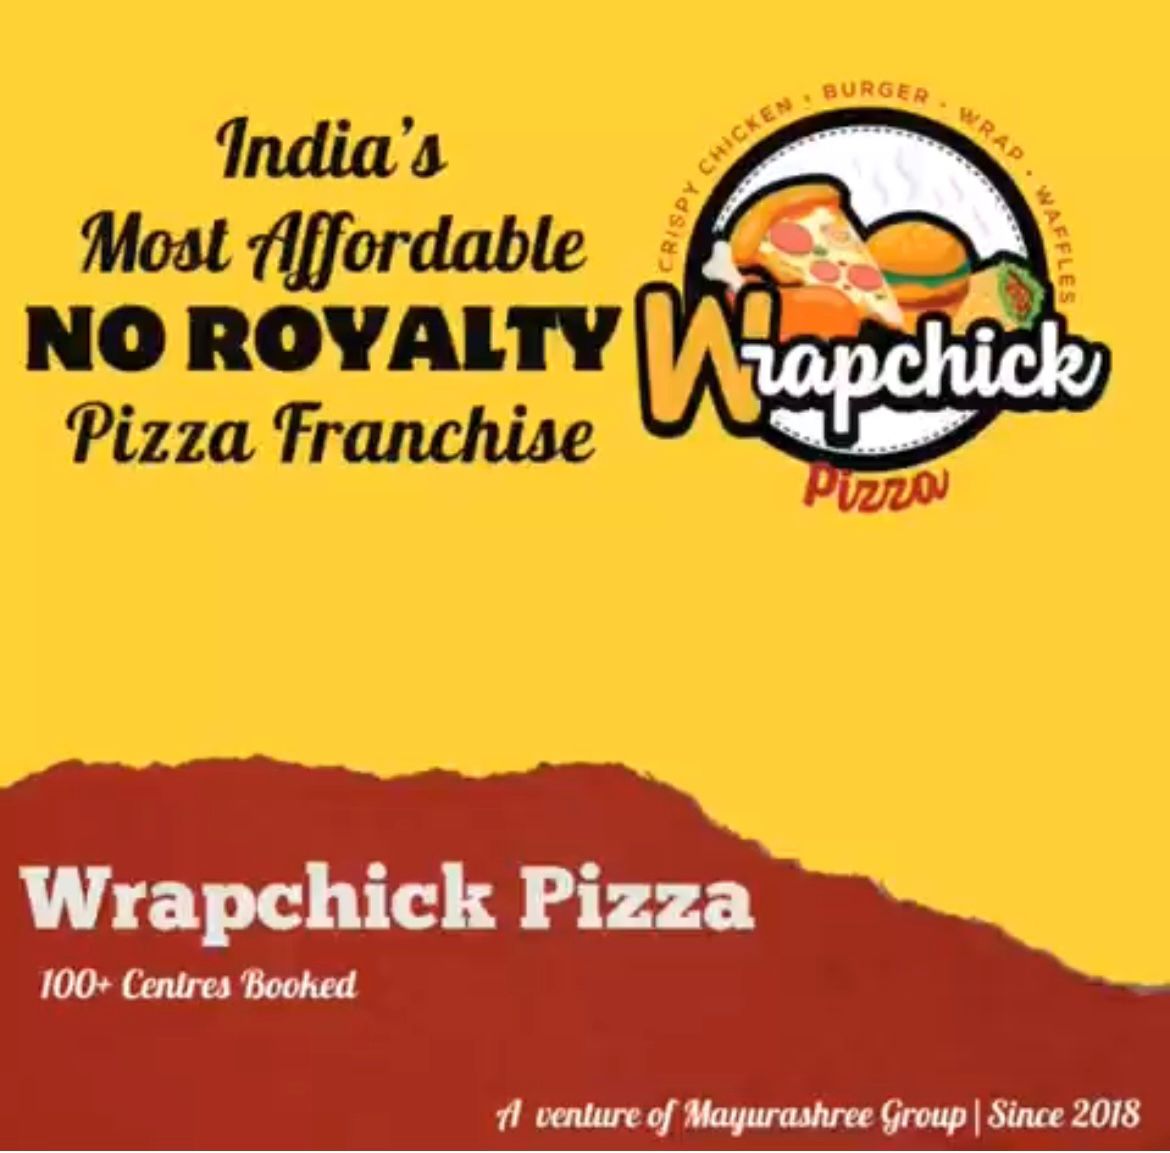 India's
Most Affordable
NO ROYALTY
Pizza Franchise
CRISPY CHICKEN • BURGER • WRAP • WAFFLES
Wrapchick
Pizza
Wrapchick Pizza
100+ Centres Booked
A venture of Mayurashree Group | Since 2018